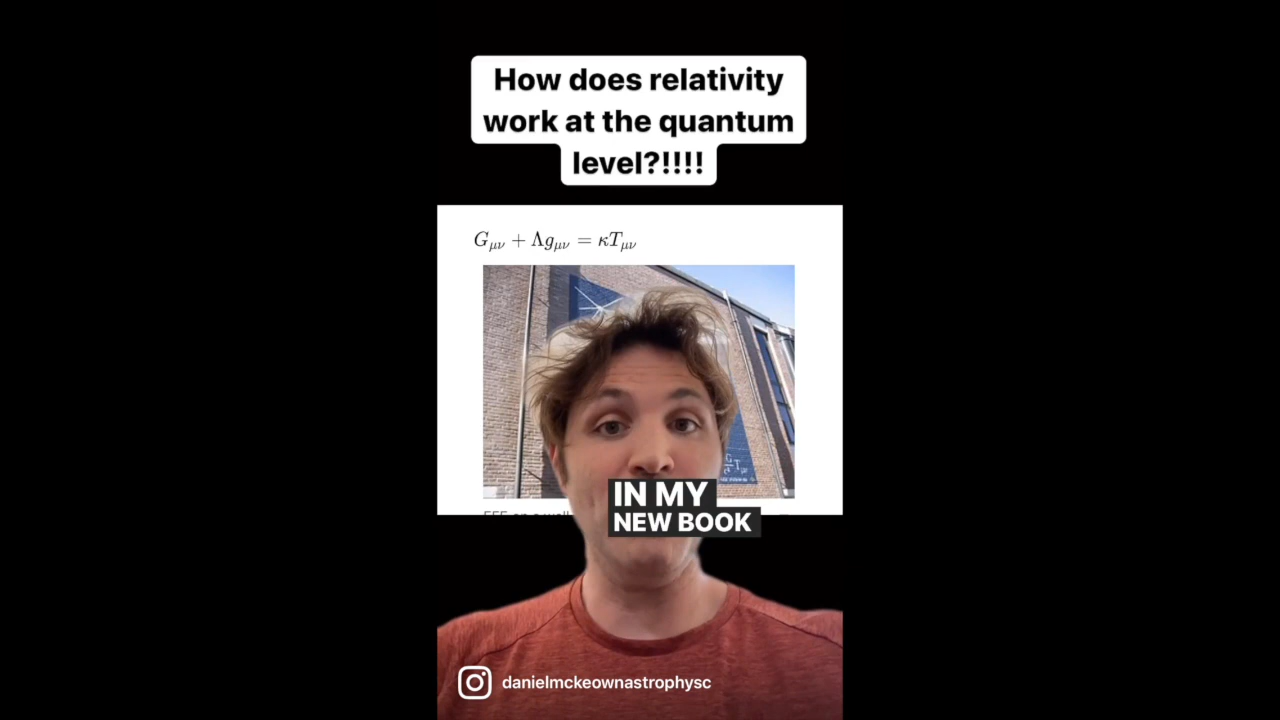 How does relativity
work at the quantum
level?!!!!
G_{μν} + Λg_{μν} = κT_{μν}
IN MY
NEW BOOK
danielmckeownastrophysc